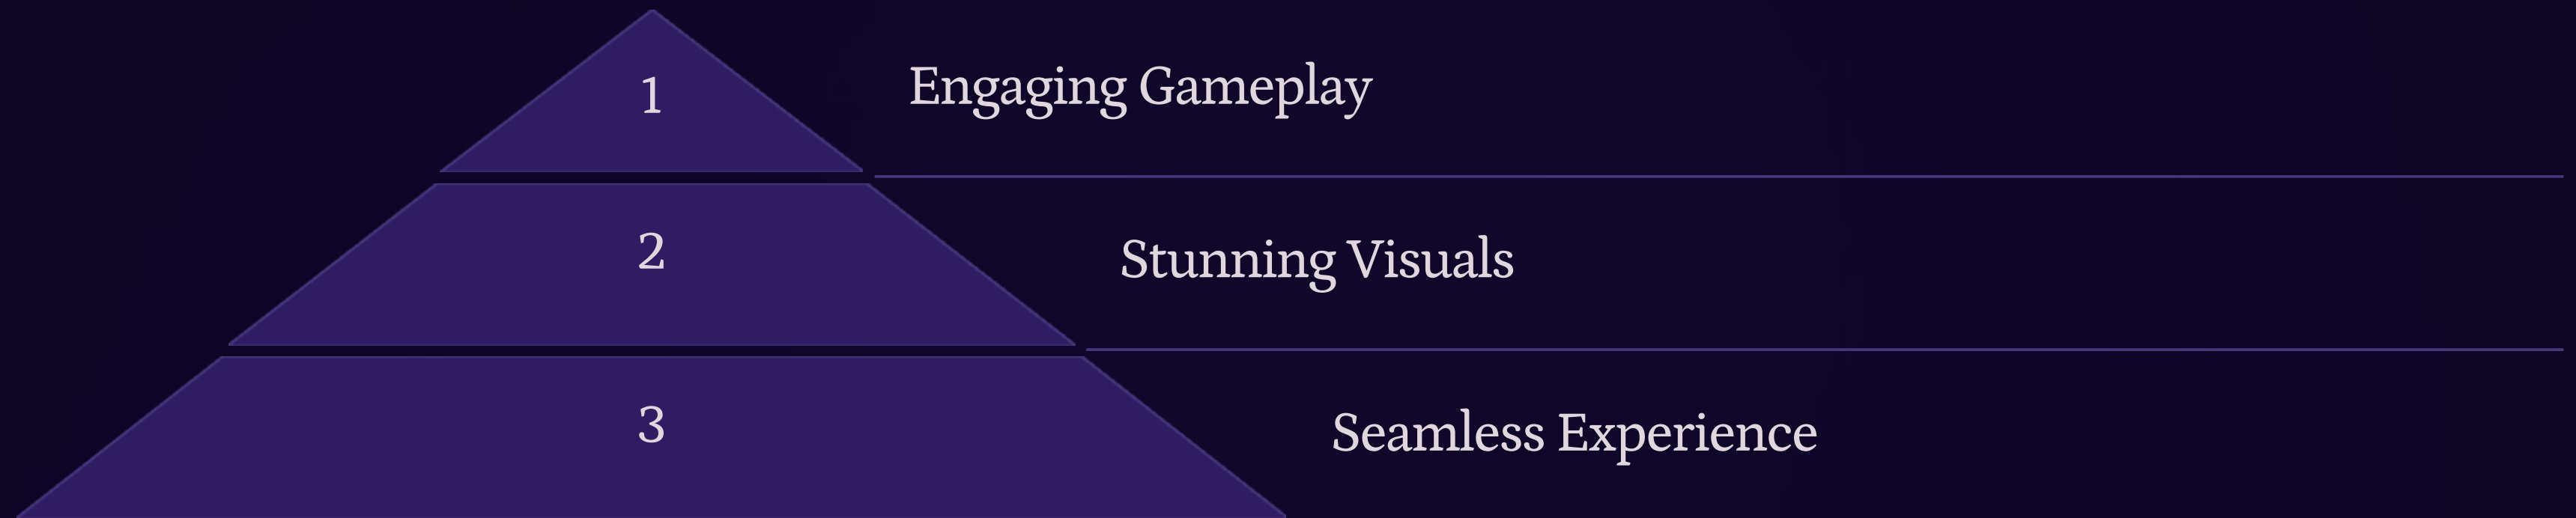 1
Engaging Gameplay
2
Stunning Visuals
3
Seamless Experience